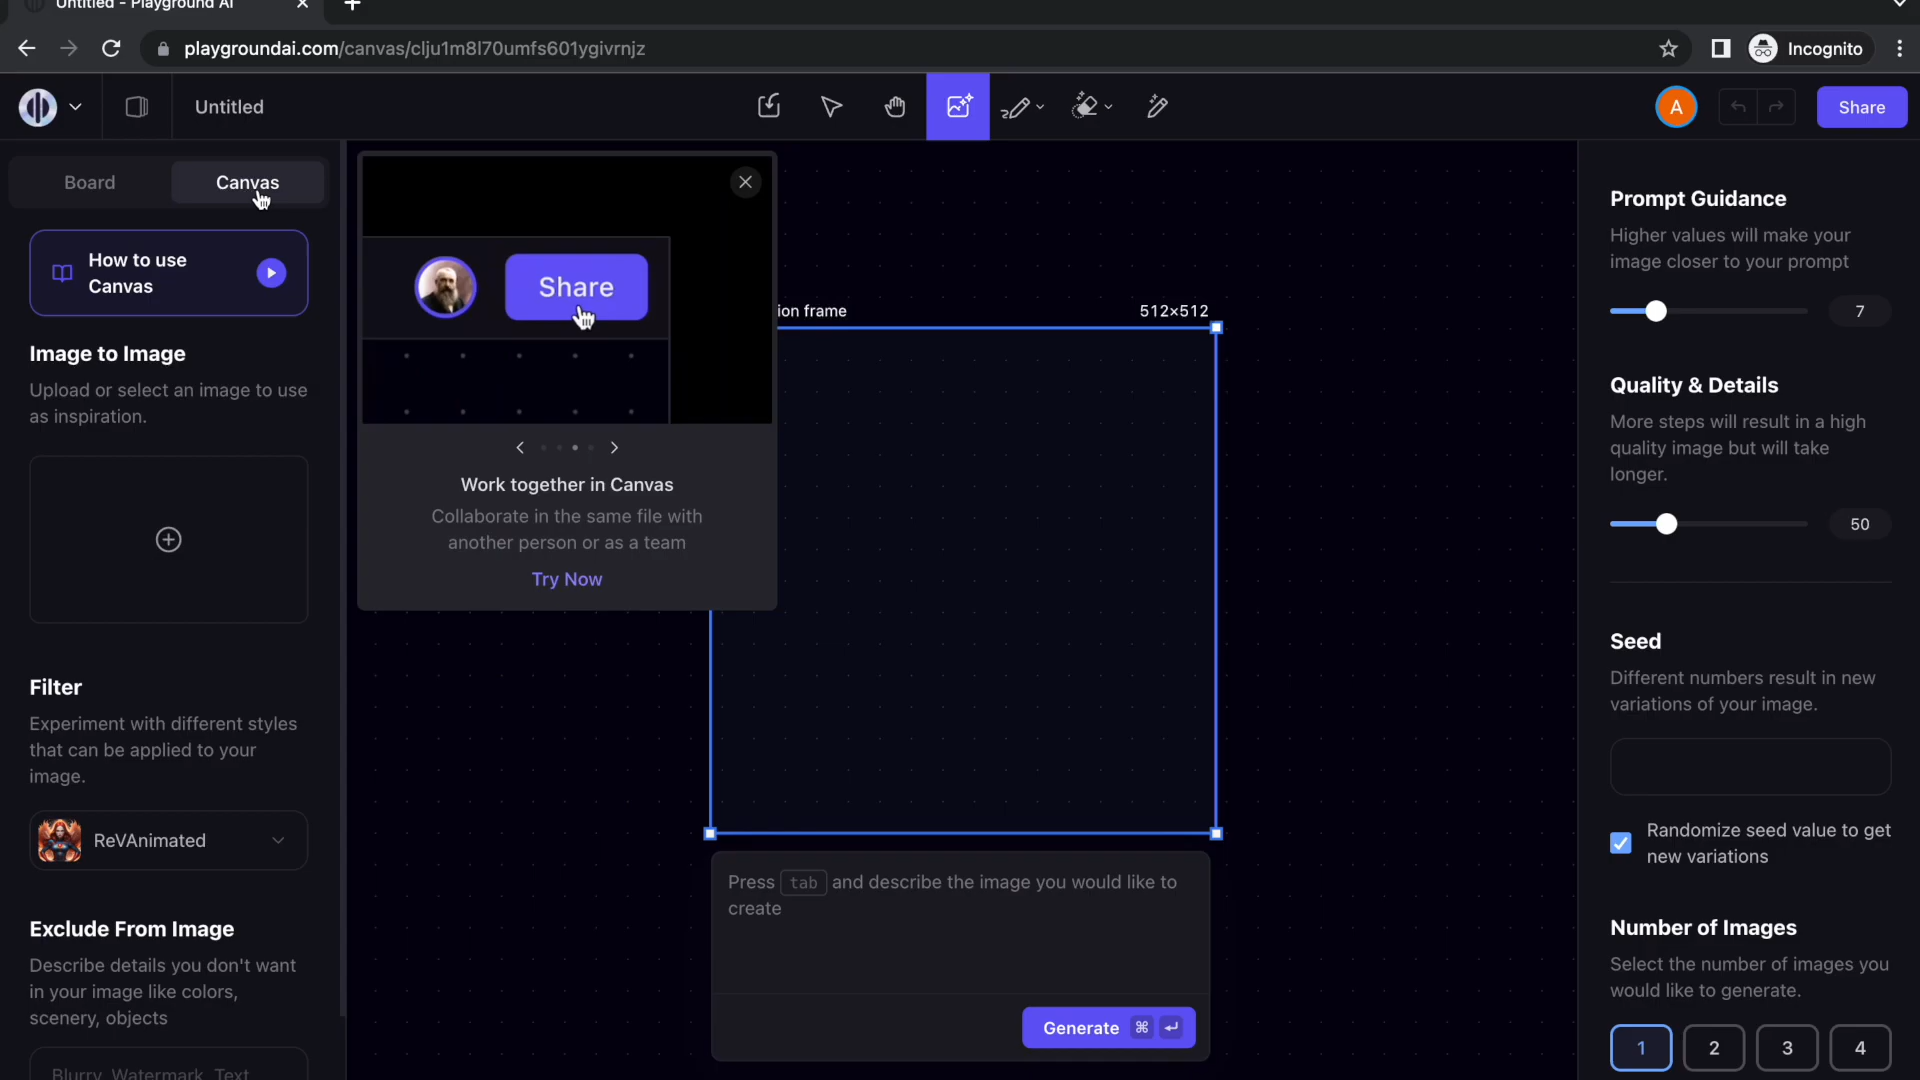 Untitled - Playground AI
playgroundai.com/canvas/clju1m8l70umfs601ygivrnjz
Incognito
Untitled
A
Share
Board
Canvas
How to use
Canvas
Image to Image
Upload or select an image to use
as inspiration.
Filter
Experiment with different styles
that can be applied to your
image.
ReVAnimated
Exclude From Image
Describe details you don't want
in your image like colors,
scenery, objects
Blurry, Watermark, Text
Share
Work together in Canvas
Collaborate in the same file with
another person or as a team
Try Now
ion frame
512×512
Press tab and describe the image you would like to
create
Generate ⌘ ↵
Prompt Guidance
Higher values will make your
image closer to your prompt
7
Quality & Details
More steps will result in a high
quality image but will take
longer.
50
Seed
Different numbers result in new
variations of your image.
Randomize seed value to get
new variations
Number of Images
Select the number of images you
would like to generate.
1
2
3
4